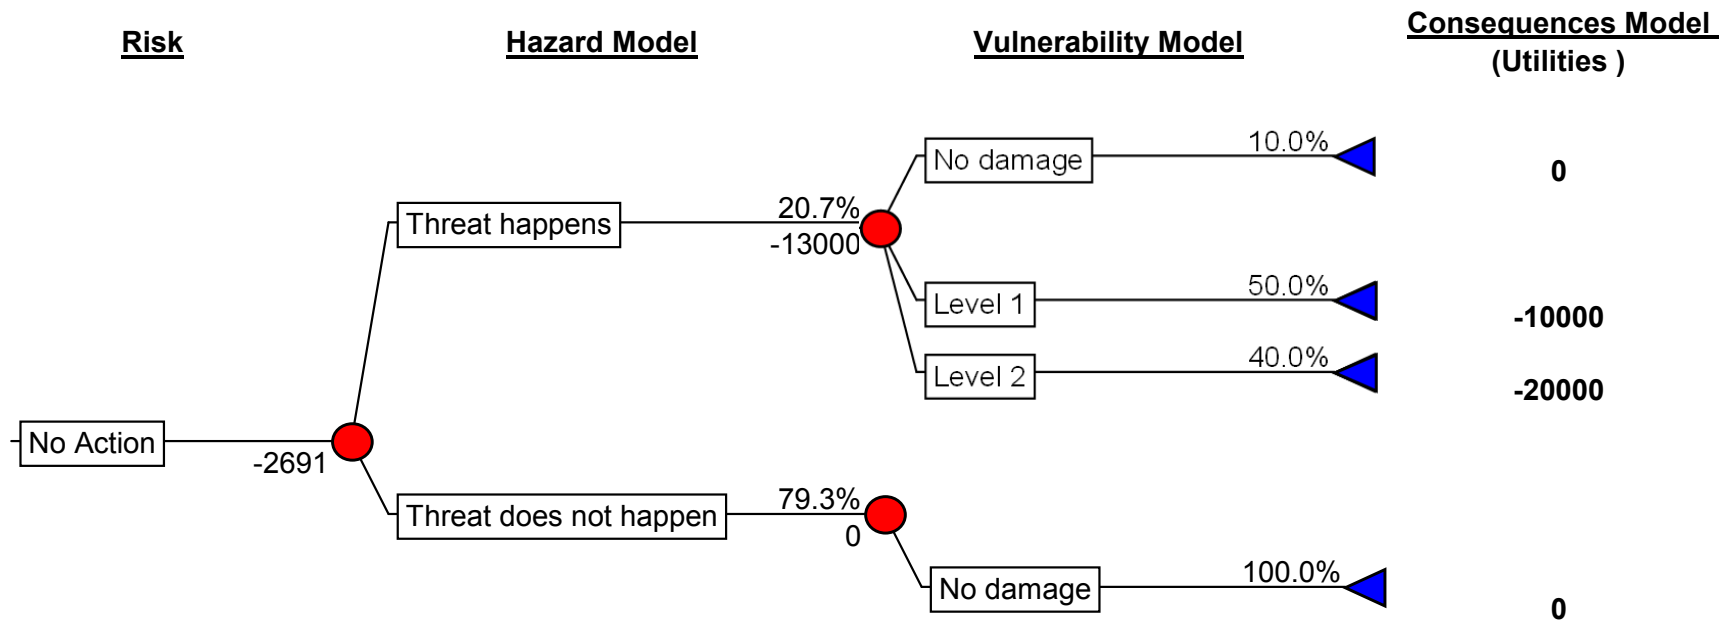 Risk
Hazard Model
Vulnerability Model
Consequences Model
(Utilities )
No damage
10.0%
0
Threat happens
20.7%
-13000
Level 1
50.0%
-10000
Level 2
40.0%
-20000
No Action
-2691
Threat does not happen
79.3%
0
No damage
100.0%
0